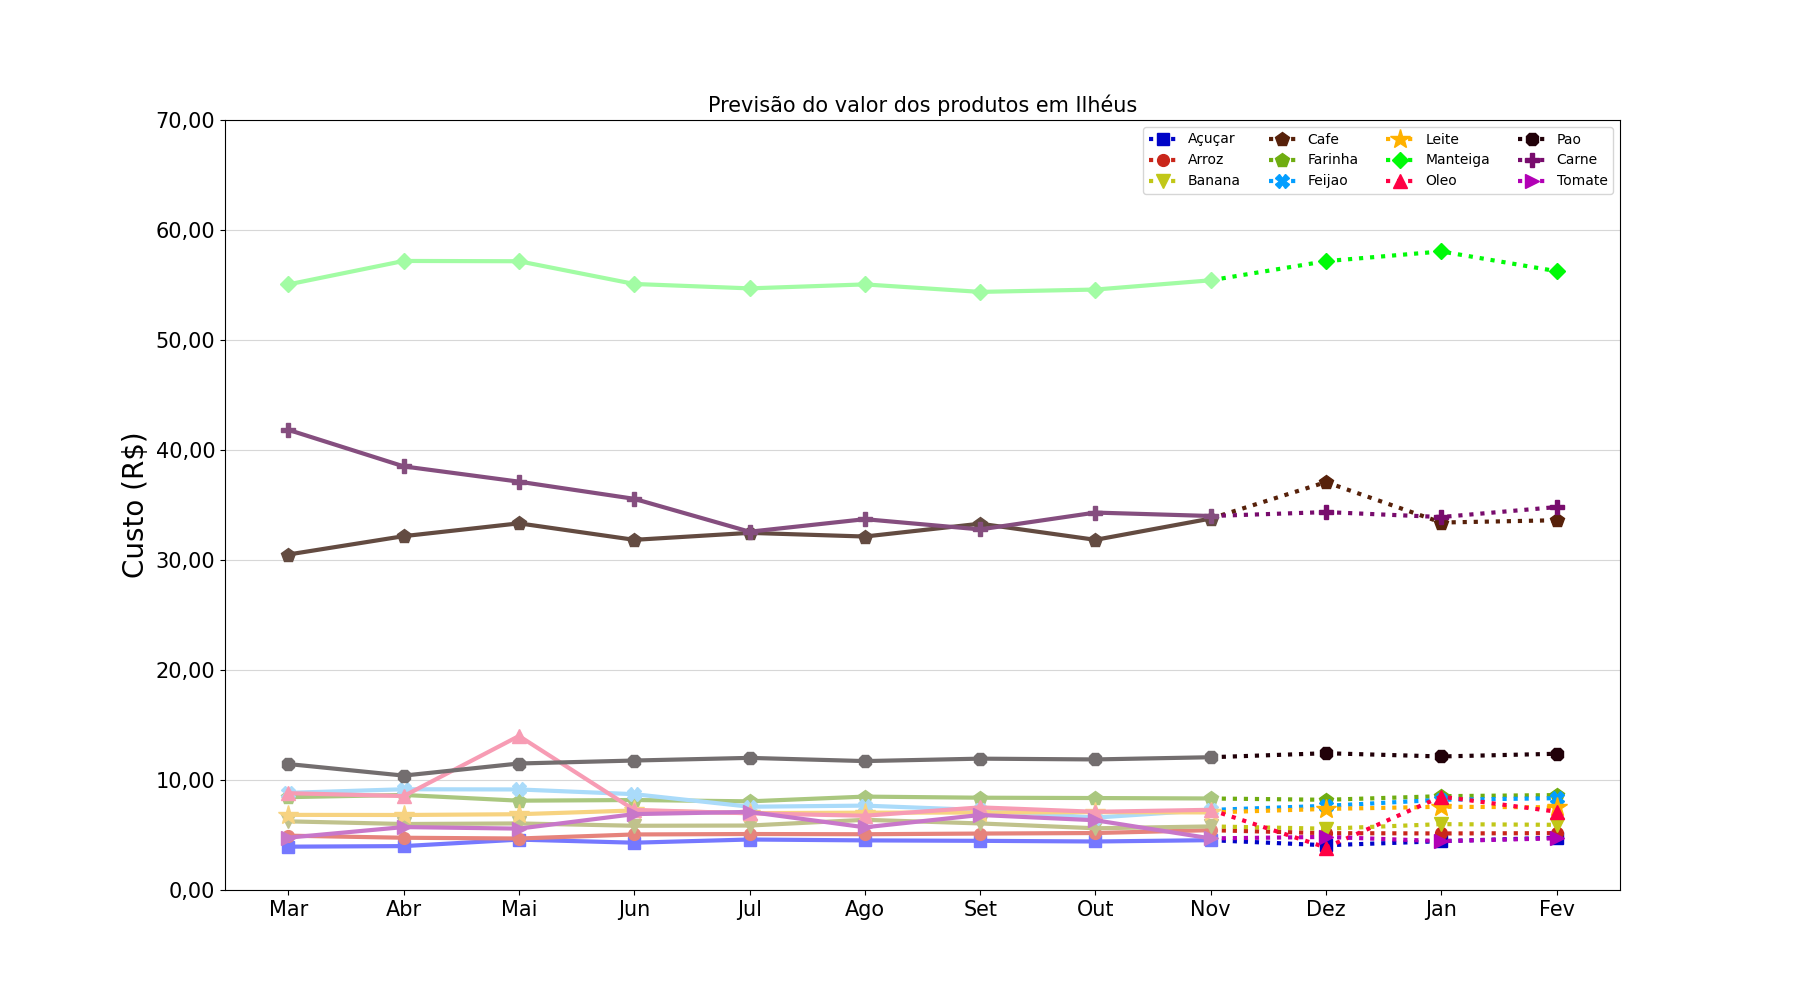 Previsão do valor dos produtos em Ilhéus
70,00
60,00
50,00
40,00
30,00
20,00
10,00
0,00
Custo (R$)
Açuçar Cafe Leite Pao
Arroz Farinha Manteiga Carne
Banana Feijao Oleo Tomate
Mar Abr Mai Jun Jul Ago Set Out Nov Dez Jan Fev